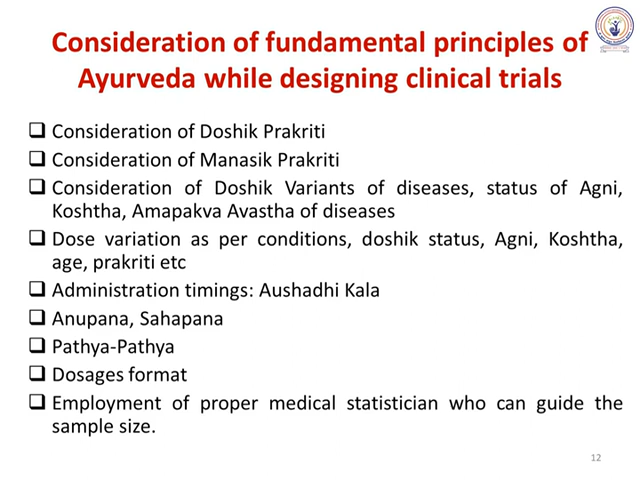 Consideration of fundamental principles of
Ayurveda while designing clinical trials
Consideration of Doshik Prakriti
Consideration of Manasik Prakriti
Consideration of Doshik Variants of diseases, status of Agni,
Koshtha, Amapakva Avastha of diseases
Dose variation as per conditions, doshik status, Agni, Koshtha,
age, prakriti etc
Administration timings: Aushadhi Kala
Anupana, Sahapana
Pathya-Pathya
Dosages format
Employment of proper medical statistician who can guide the
sample size.
12